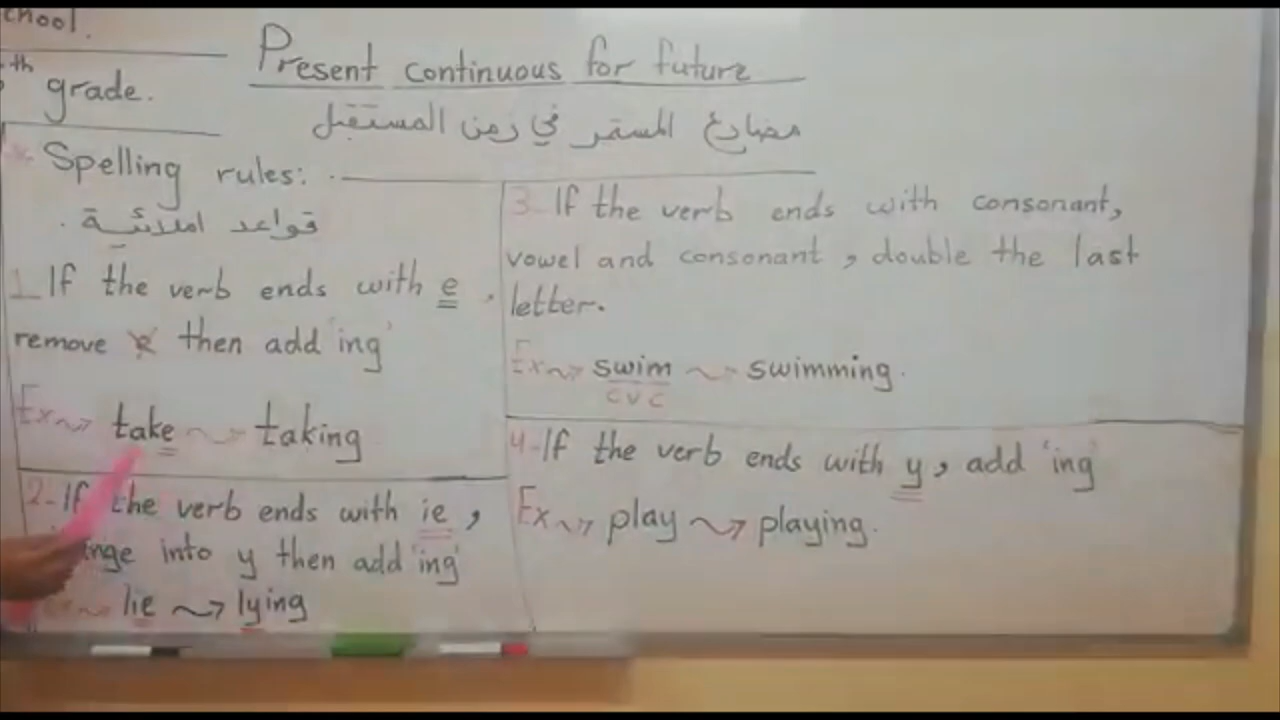 chool.
th grade.
Present continuous for future
مضارع المستمر في زمن المستقبل
* Spelling rules:
قواعد املائية.
1_ If the verb ends with e,
remove e then add 'ing'
Ex take taking
2- If the verb ends with ie,
nge into y then add 'ing'
Ex lie lying
3- If the verb ends with consonant,
vowel and consonant, double the last
letter.
Ex swim swimming.
C V C
4- If the verb ends with y, add 'ing'
Ex play playing.